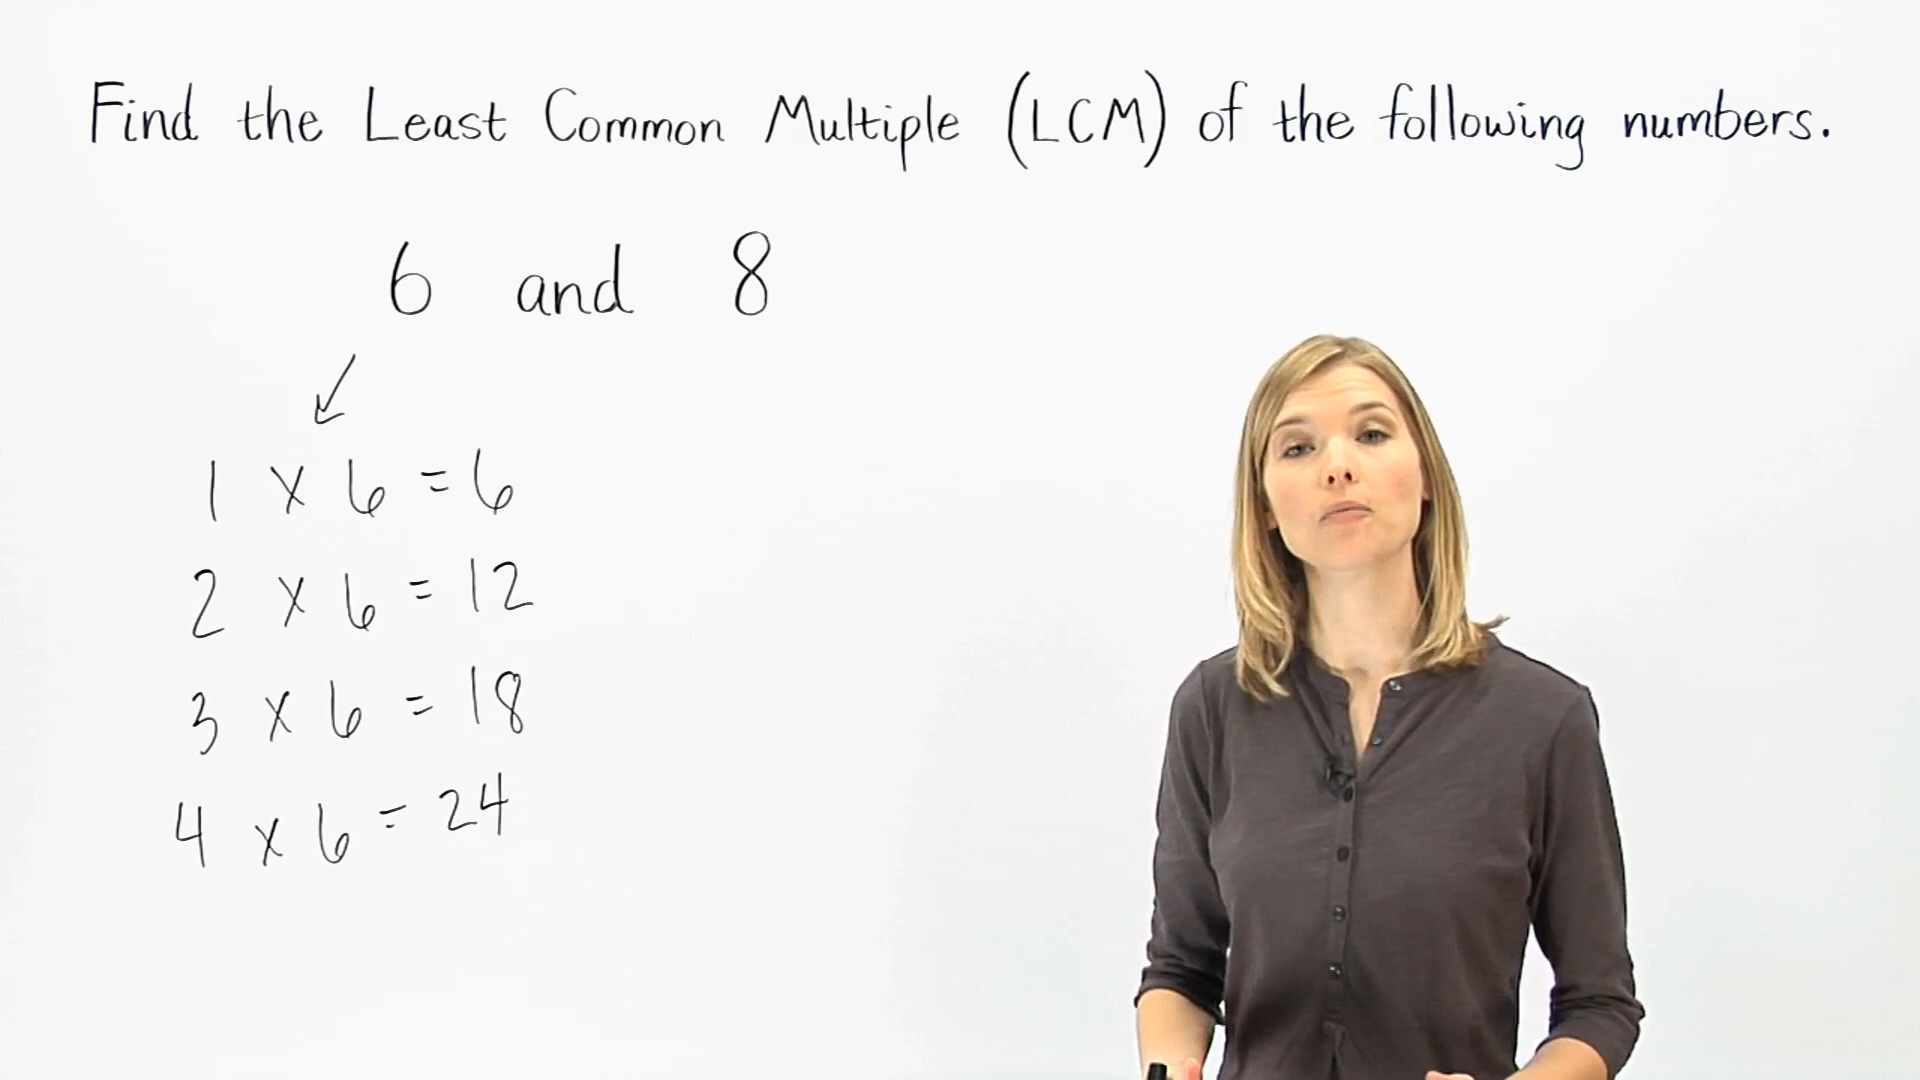 Find the Least Common Multiple (LCM) of the following numbers.
6 and 8
1 x 6 = 6
2 x 6 = 12
3 x 6 = 18
4 x 6 = 24